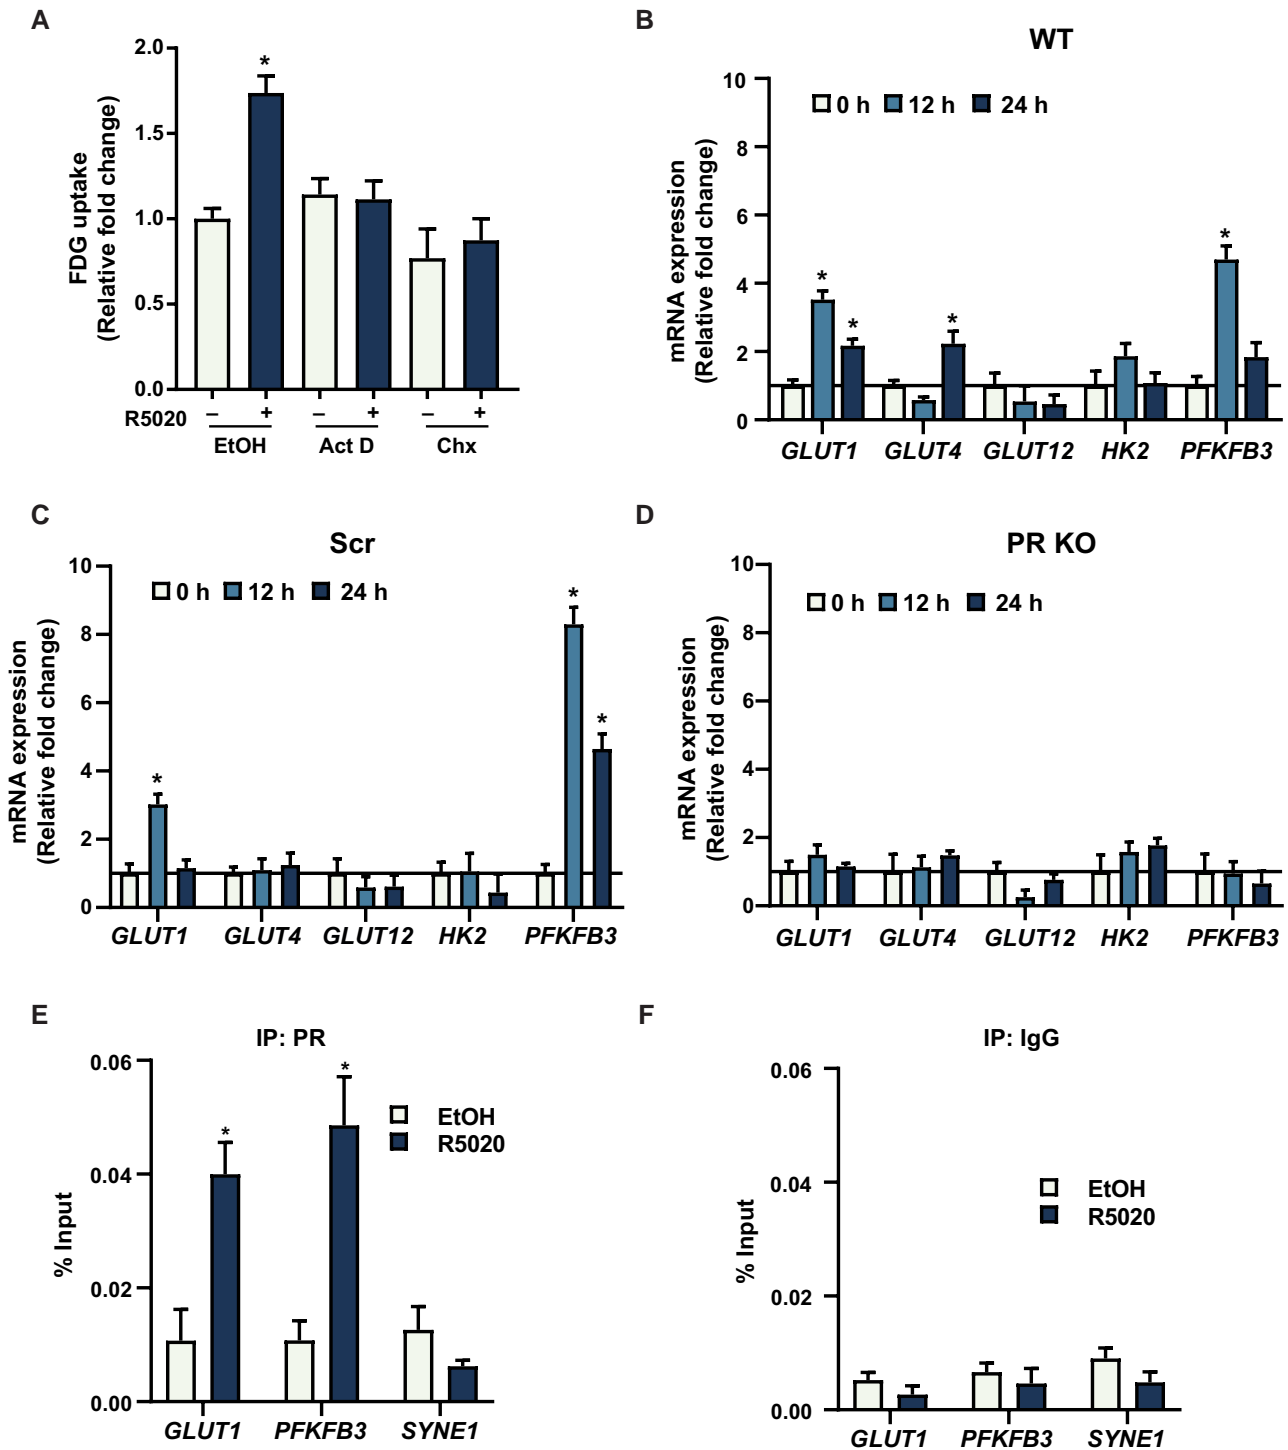 A
FDG uptake
(Relative fold change)
2.0
1.5
1.0
0.5
0.0
*
R5020 – + – + – +
EtOH Act D Chx
B
WT
mRNA expression
(Relative fold change)
10
8
6
4
2
0
0 h 12 h 24 h
* * * *
GLUT1 GLUT4 GLUT12 HK2 PFKFB3
C
Scr
mRNA expression
(Relative fold change)
10
8
6
4
2
0
0 h 12 h 24 h
* * *
GLUT1 GLUT4 GLUT12 HK2 PFKFB3
D
PR KO
mRNA expression
(Relative fold change)
10
8
6
4
2
0
0 h 12 h 24 h
GLUT1 GLUT4 GLUT12 HK2 PFKFB3
E
IP: PR
% Input
0.06
0.04
0.02
0.00
* *
EtOH
R5020
GLUT1 PFKFB3 SYNE1
F
IP: IgG
% Input
0.06
0.04
0.02
0.00
EtOH
R5020
GLUT1 PFKFB3 SYNE1